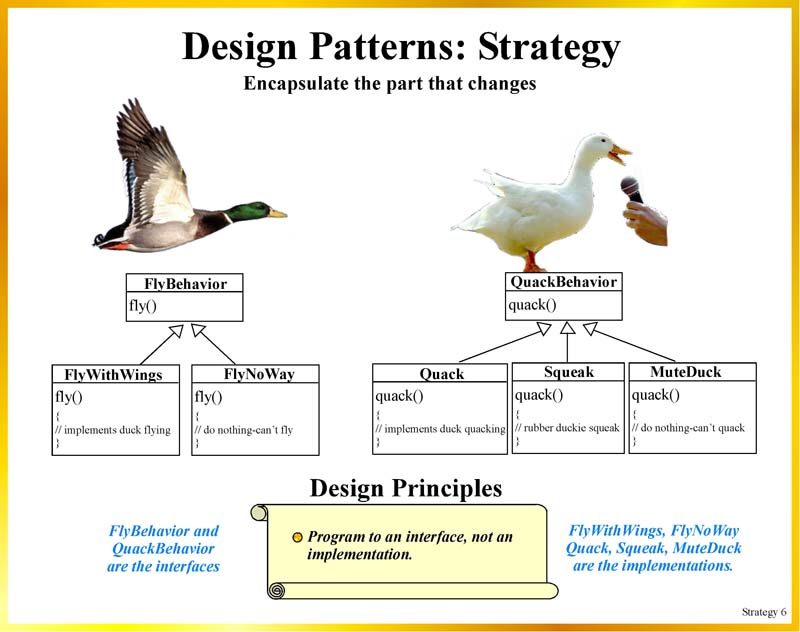 Design Patterns: Strategy
Encapsulate the part that changes
FlyBehavior
fly()
FlyWithWings
fly()
{
// implements duck flying
}
FlyNoWay
fly()
{
// do nothing-can't fly
}
QuackBehavior
quack()
Quack
quack()
{
// implements duck quacking
}
Squeak
quack()
{
// rubber duckie squeak
}
MuteDuck
quack()
{
// do nothing-can't quack
}
Design Principles
FlyBehavior and
QuackBehavior
are the interfaces
Program to an interface, not an
implementation.
FlyWithWings, FlyNoWay
Quack, Squeak, MuteDuck
are the implementations.
Strategy 6